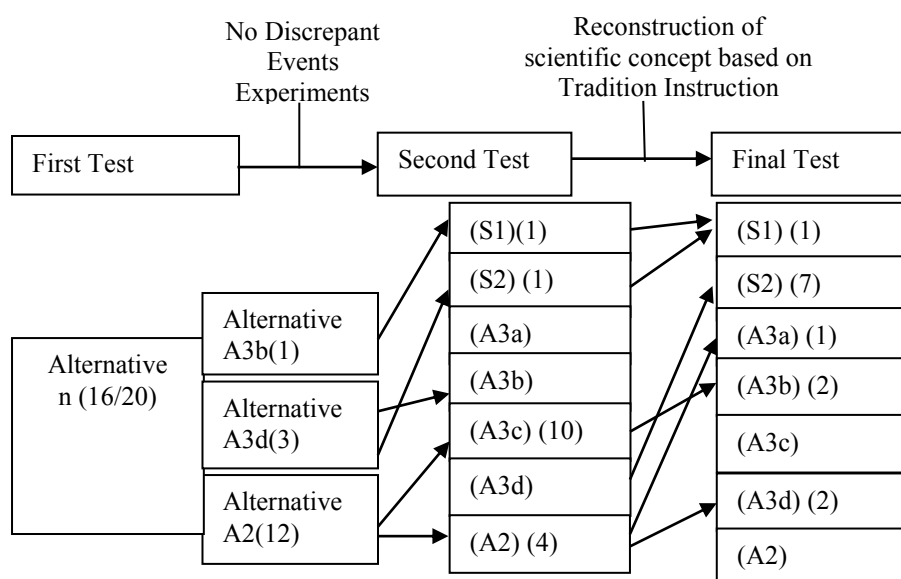 No Discrepant
Events
Experiments
Reconstruction of
scientific concept based on
Tradition Instruction
First Test
Second Test
Final Test
Alternative
n (16/20)
Alternative
A3b(1)
Alternative
A3d(3)
Alternative
A2(12)
(S1)(1)
(S2) (1)
(A3a)
(A3b)
(A3c) (10)
(A3d)
(A2) (4)
(S1) (1)
(S2) (7)
(A3a) (1)
(A3b) (2)
(A3c)
(A3d) (2)
(A2)